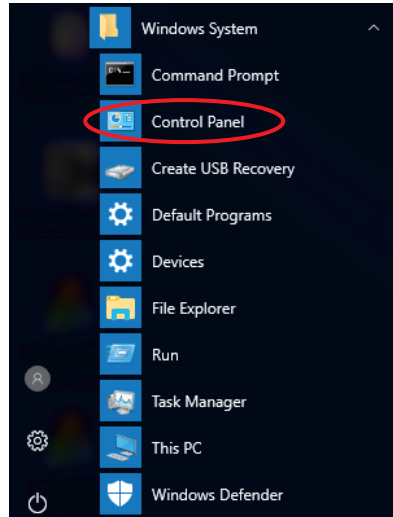 Windows System
Command Prompt
Control Panel
Create USB Recovery
Default Programs
Devices
File Explorer
Run
Task Manager
This PC
Windows Defender